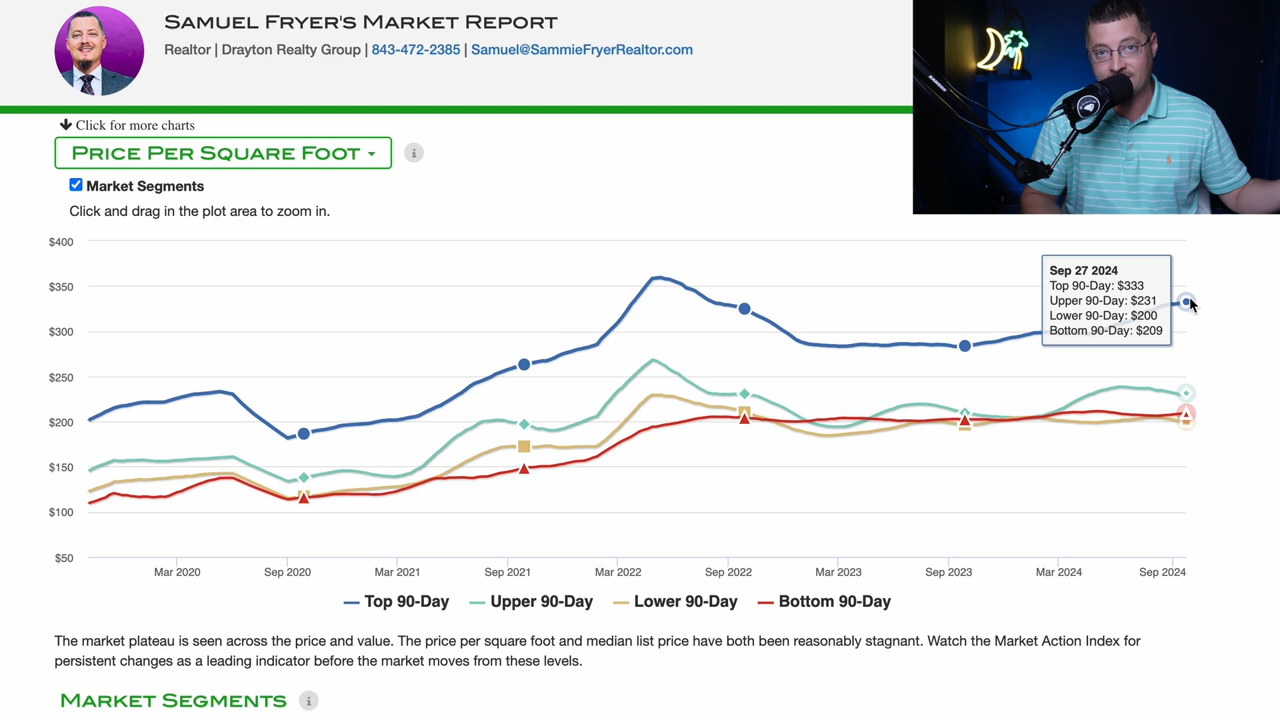 SAMUEL FRYER'S MARKET REPORT
Realtor | Drayton Realty Group | 843-472-2385 | Samuel@SammieFryerRealtor.com
Click for more charts
PRICE PER SQUARE FOOT
i
Market Segments
Click and drag in the plot area to zoom in.
$400
$350
$300
$250
$200
$150
$100
$50
Sep 27 2024
Top 90-Day: $333
Upper 90-Day: $231
Lower 90-Day: $200
Bottom 90-Day: $209
Mar 2020 Sep 2020 Mar 2021 Sep 2021 Mar 2022 Sep 2022 Mar 2023 Sep 2023 Mar 2024 Sep 2024
Top 90-Day Upper 90-Day Lower 90-Day Bottom 90-Day
The market plateau is seen across the price and value. The price per square foot and median list price have both been reasonably stagnant. Watch the Market Action Index for
persistent changes as a leading indicator before the market moves from these levels.
MARKET SEGMENTS
i